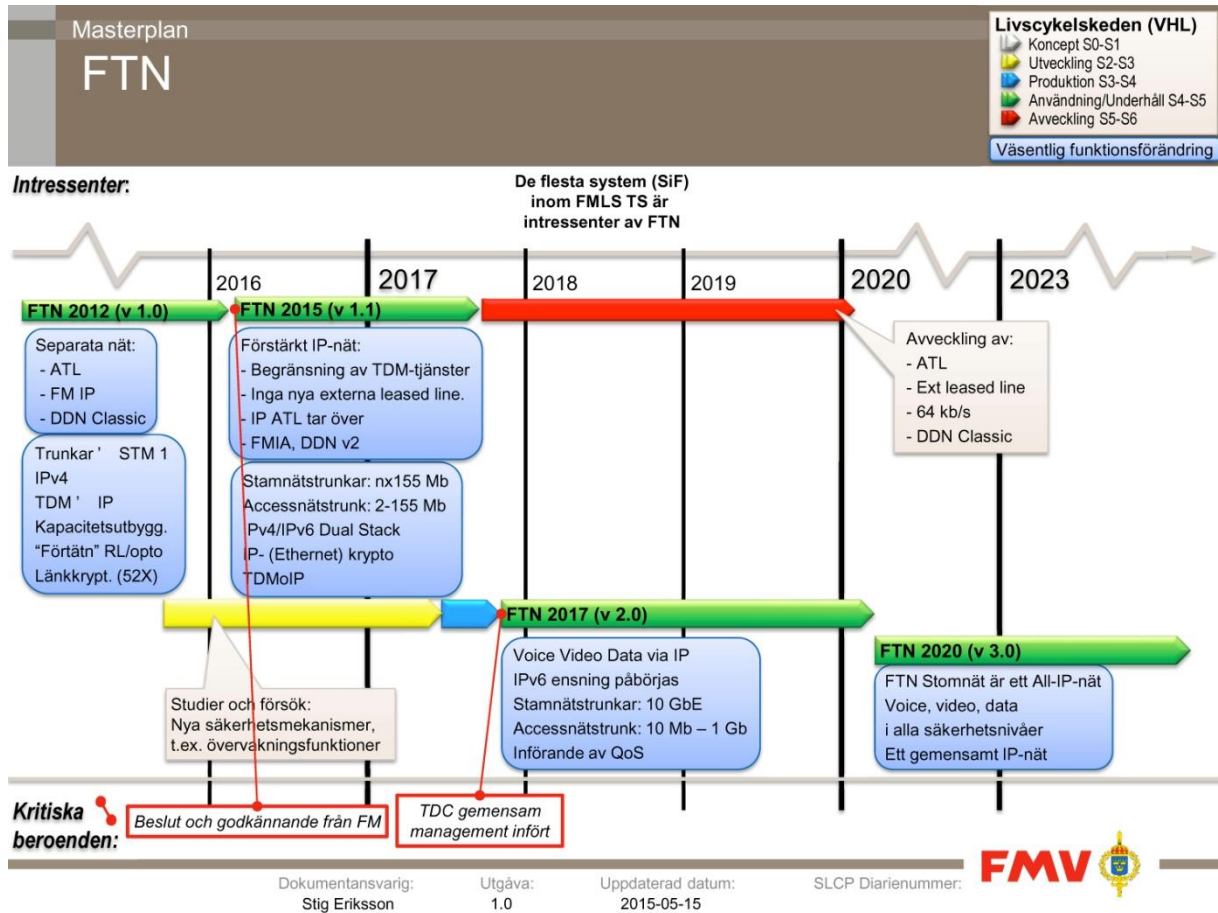 Masterplan
FTN
Livscykelskeden (VHL)
Koncept S0-S1
Utveckling S2-S3
Produktion S3-S4
Användning/Underhåll S4-S5
Avveckling S5-S6
Väsentlig funktionsförändring
Intressenter:
De flesta system (SiF)
inom FMLS TS är
intressenter av FTN
2016
2017
2018
2019
2020
2023
FTN 2012 (v 1.0)
Separata nät:
- ATL
- FM IP
- DDN Classic
Trunkar ' STM 1
IPv4
TDM ' IP
Kapacitetsutbygg.
“Förtätn” RL/opto
Länkkrypt. (52X)
FTN 2015 (v 1.1)
Förstärkt IP-nät:
- Begränsning av TDM-tjänster
- Inga nya externa leased line.
- IP ATL tar över
- FMIA, DDN v2
Stamnätstrunkar: nx155 Mb
Accessnätstrunk: 2-155 Mb
IPv4/IPv6 Dual Stack
IP- (Ethernet) krypto
TDMoIP
Avveckling av:
- ATL
- Ext leased line
- 64 kb/s
- DDN Classic
Studier och försök:
Nya säkerhetsmekanismer,
t.ex. övervakningsfunktioner
FTN 2017 (v 2.0)
Voice Video Data via IP
IPv6 ensning påbörjas
Stamnätstrunkar: 10 GbE
Accessnätstrunk: 10 Mb – 1 Gb
Införande av QoS
FTN 2020 (v 3.0)
FTN Stomnät är ett All-IP-nät
Voice, video, data
i alla säkerhetsnivåer
Ett gemensamt IP-nät
Kritiska
beroenden:
Beslut och godkännande från FM
TDC gemensam
management infört
FMV
Dokumentansvarig:
Stig Eriksson
Utgåva:
1.0
Uppdaterad datum:
2015-05-15
SLCP Diarienummer: